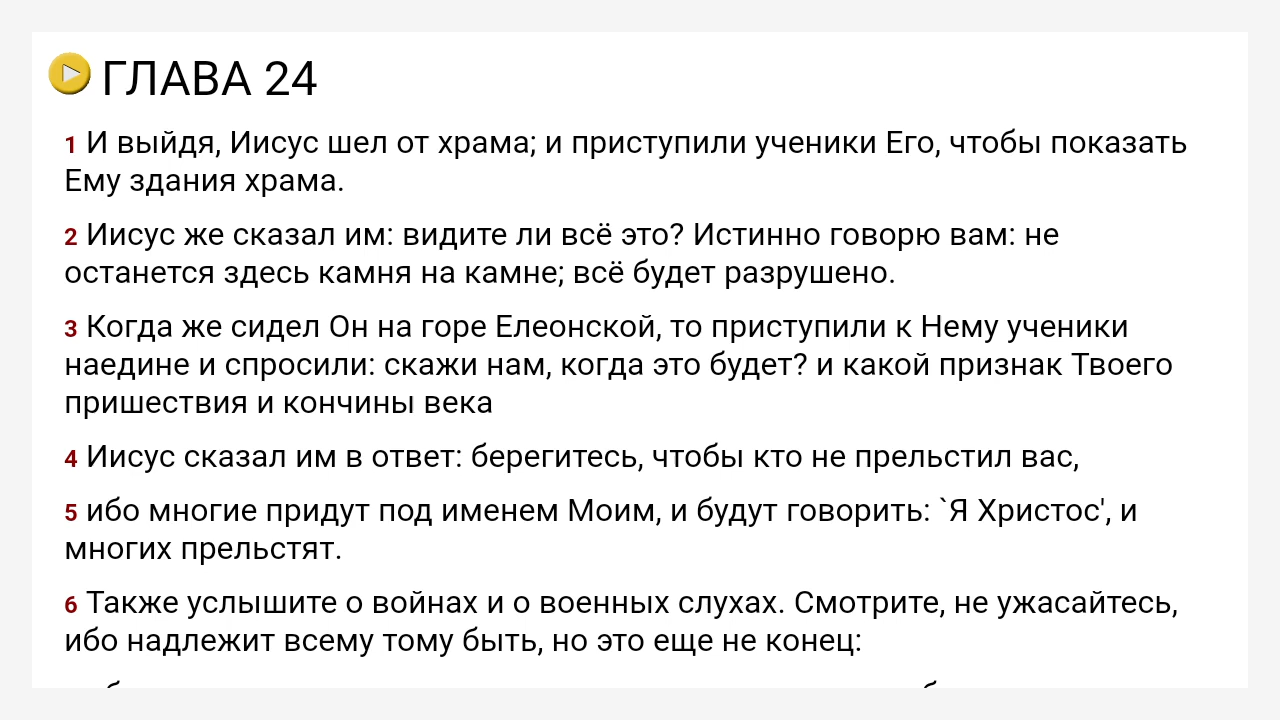 ГЛАВА 24
1 И выйдя, Иисус шел от храма; и приступили ученики Его, чтобы показать
Ему здания храма.
2 Иисус же сказал им: видите ли всё это? Истинно говорю вам: не
останется здесь камня на камне; всё будет разрушено.
3 Когда же сидел Он на горе Елеонской, то приступили к Нему ученики
наедине и спросили: скажи нам, когда это будет? и какой признак Твоего
пришествия и кончины века
4 Иисус сказал им в ответ: берегитесь, чтобы кто не прельстил вас,
5 ибо многие придут под именем Моим, и будут говорить: `Я Христос', и
многих прельстят.
6 Также услышите о войнах и о военных слухах. Смотрите, не ужасайтесь,
ибо надлежит всему тому быть, но это еще не конец: